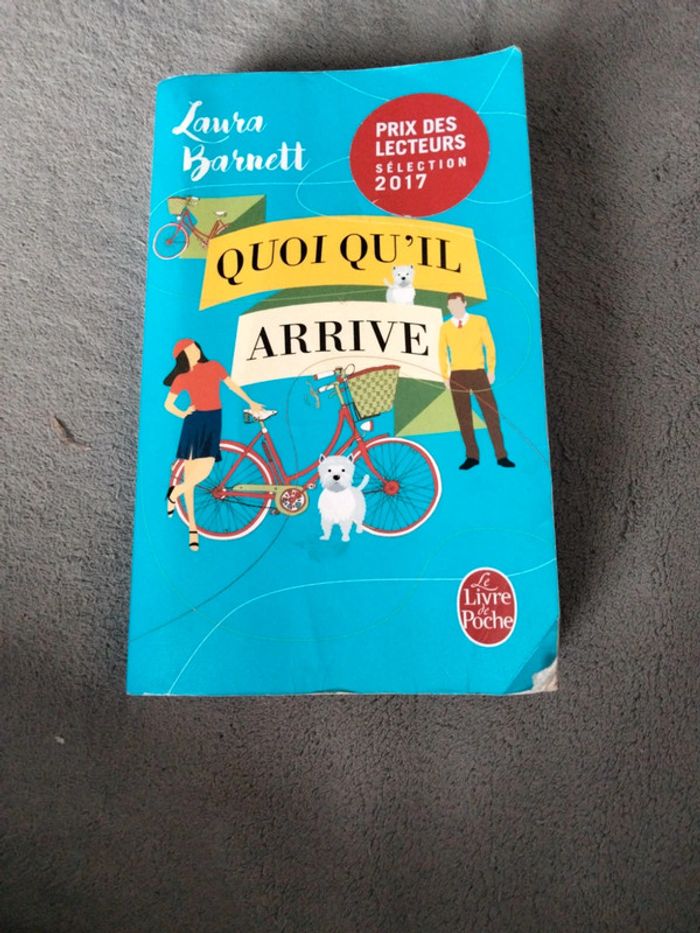 Laura
Barnett
PRIX DES
LECTEURS
SÉLECTION
2017
QUOI QU'IL
ARRIVE
Le
Livre
de
Poche